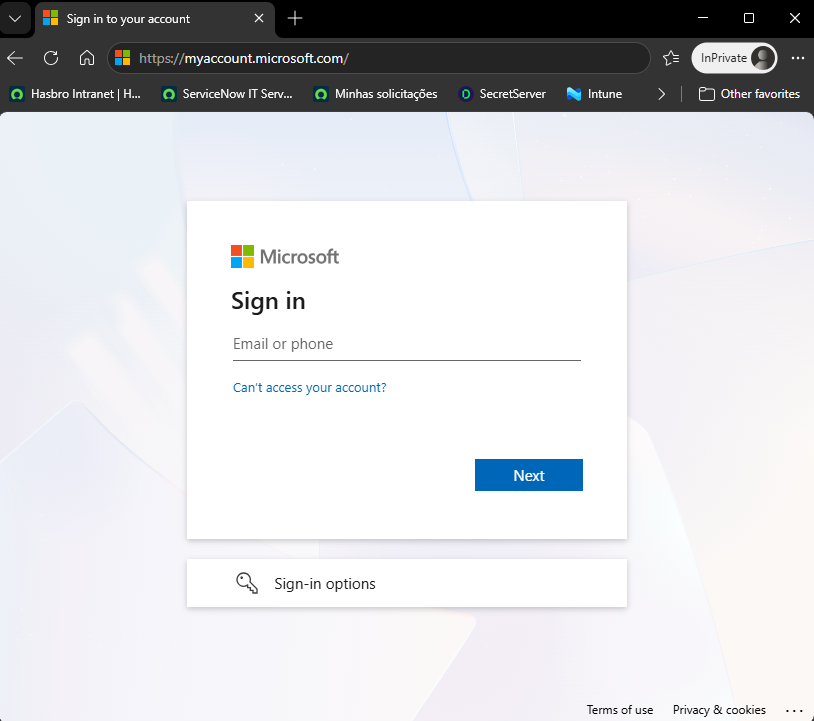 Sign in to your account
https://myaccount.microsoft.com/
InPrivate
Hasbro Intranet | H...
ServiceNow IT Serv...
Minhas solicitações
SecretServer
Intune
Other favorites
Microsoft
Sign in
Email or phone
Can't access your account?
Next
Sign-in options
Terms of use
Privacy & cookies
...